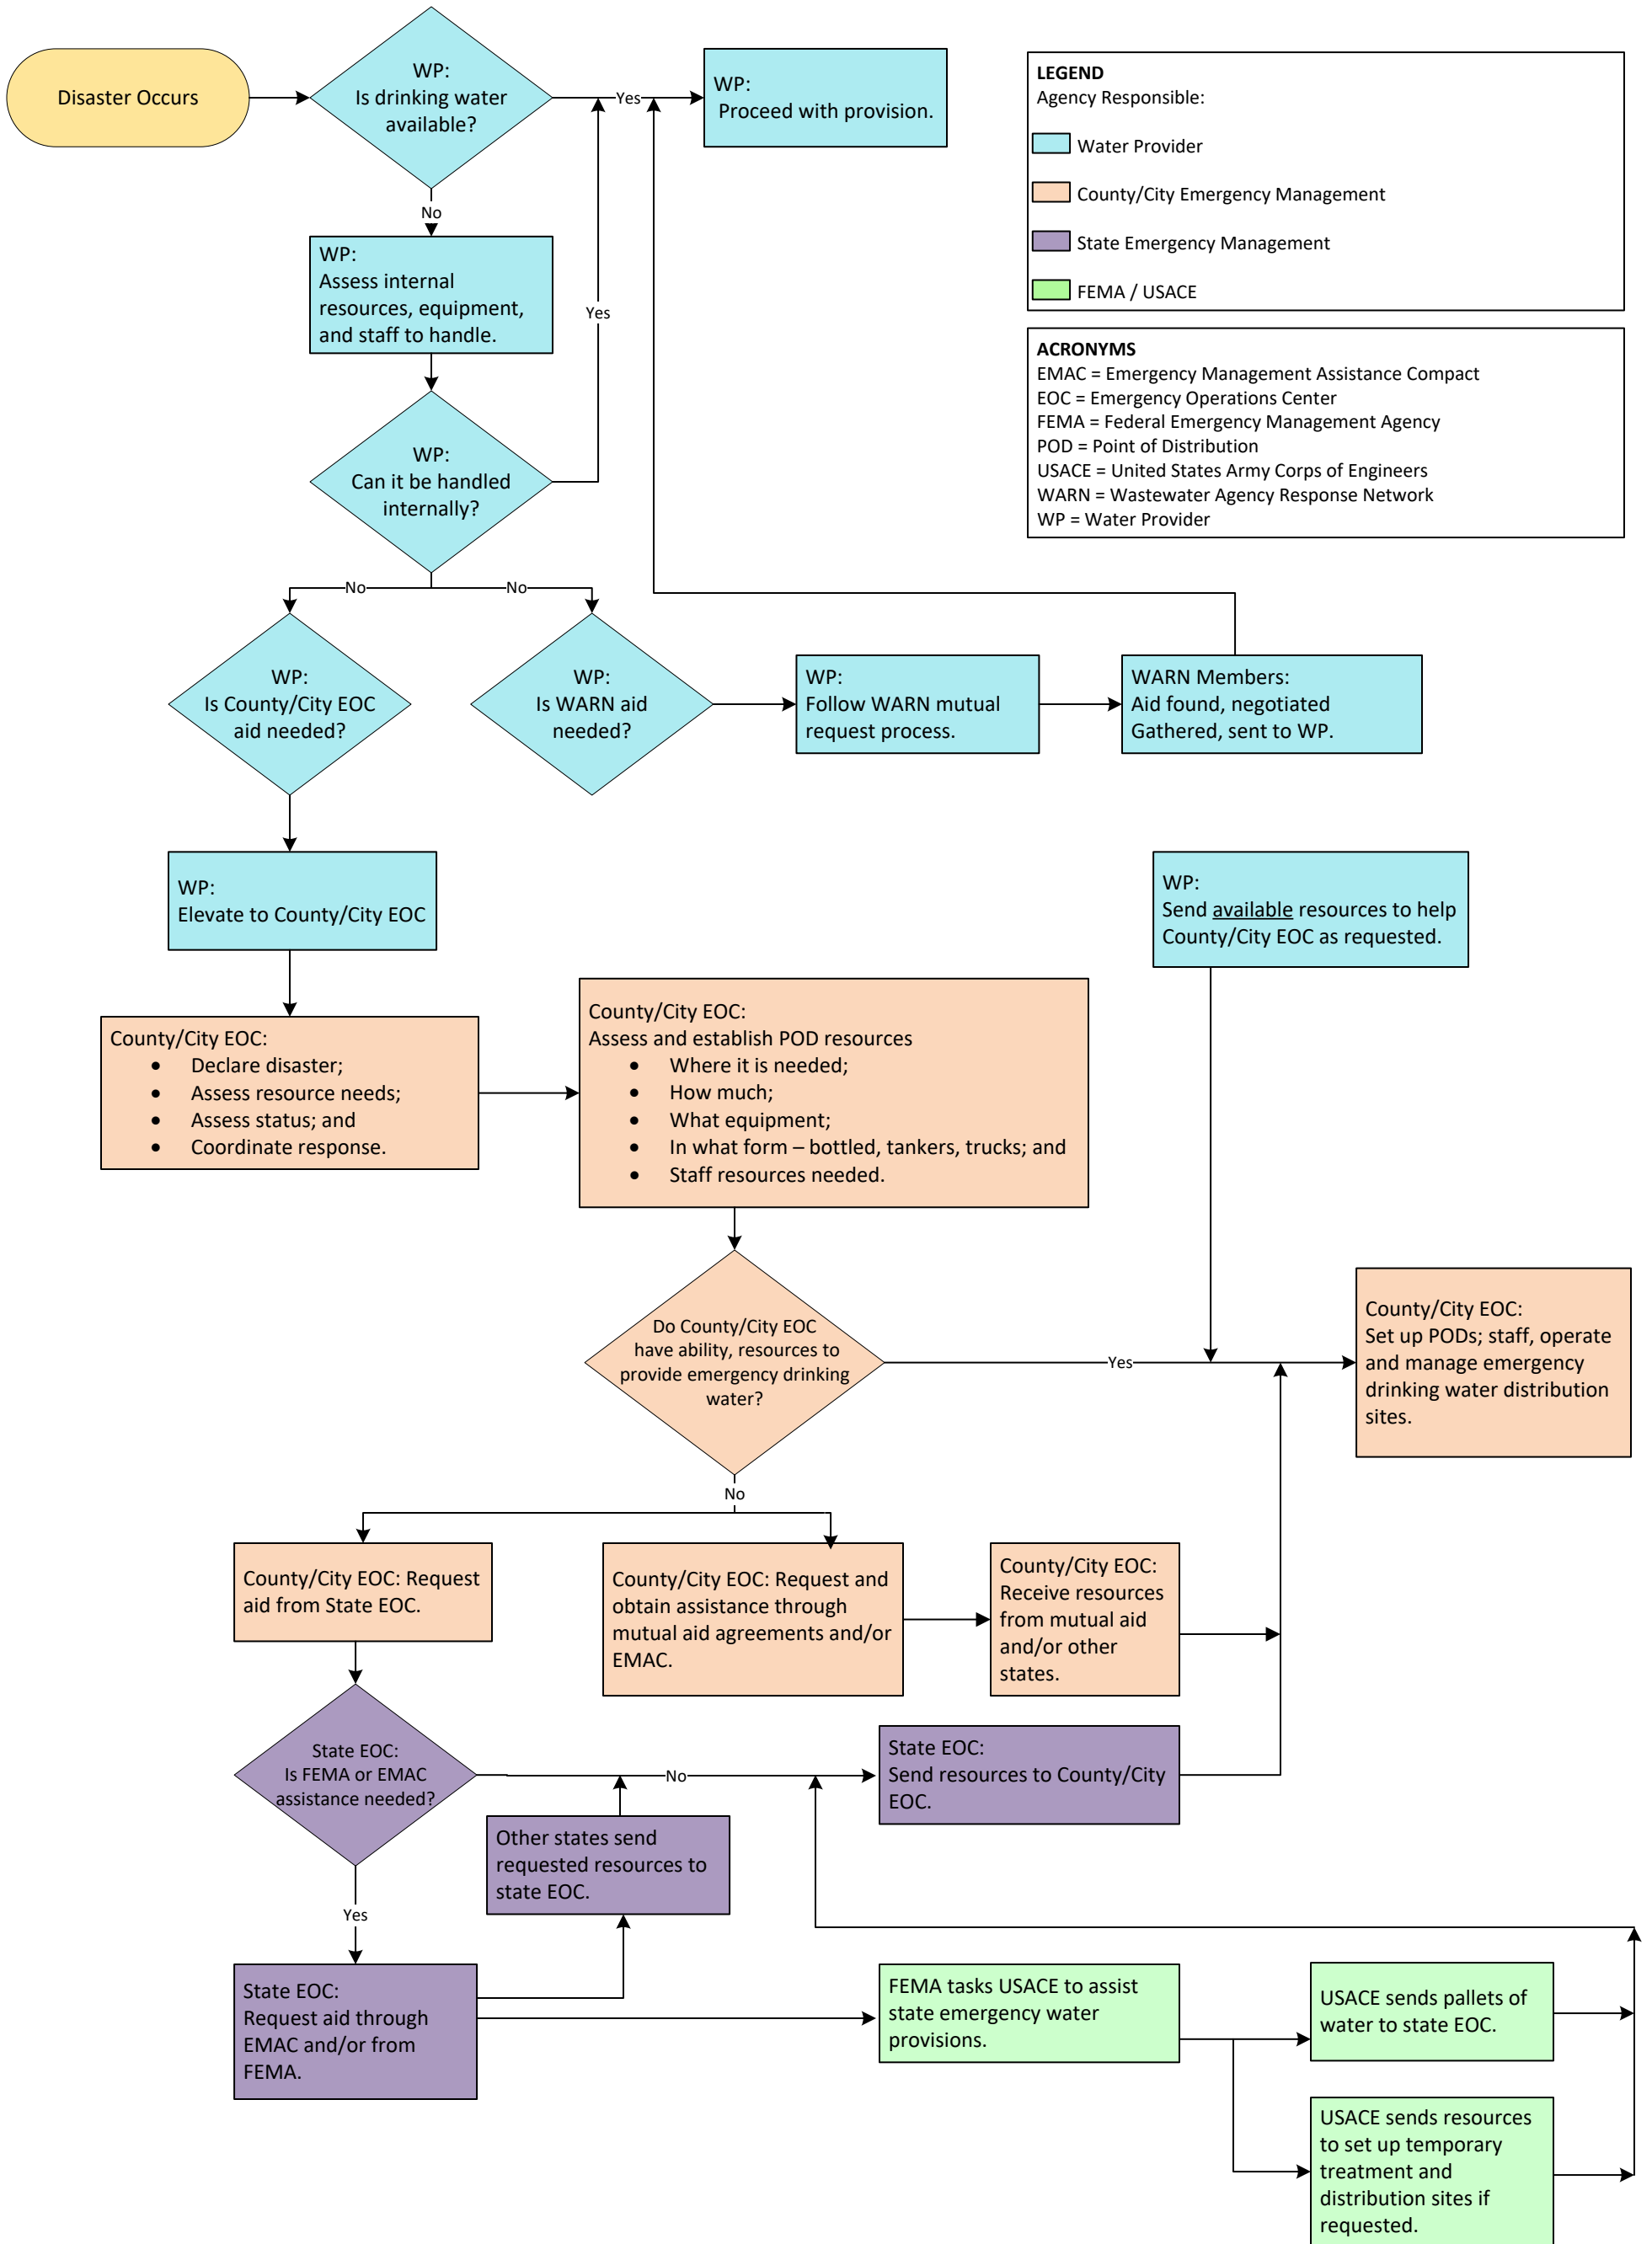 Disaster Occurs
WP:
Is drinking water
available?
Yes
WP:
Proceed with provision.
LEGEND
Agency Responsible:
Water Provider
County/City Emergency Management
State Emergency Management
FEMA / USACE
No
WP:
Assess internal
resources, equipment,
and staff to handle.
Yes
ACRONYMS
EMAC = Emergency Management Assistance Compact
EOC = Emergency Operations Center
FEMA = Federal Emergency Management Agency
POD = Point of Distribution
USACE = United States Army Corps of Engineers
WARN = Wastewater Agency Response Network
WP = Water Provider
WP:
Can it be handled
internally?
No
No
WP:
Is County/City EOC
aid needed?
WP:
Is WARN aid
needed?
WP:
Follow WARN mutual
request process.
WARN Members:
Aid found, negotiated
Gathered, sent to WP.
WP:
Elevate to County/City EOC
WP:
Send available resources to help
County/City EOC as requested.
County/City EOC:
• Declare disaster;
• Assess resource needs;
• Assess status; and
• Coordinate response.
County/City EOC:
Assess and establish POD resources
• Where it is needed;
• How much;
• What equipment;
• In what form – bottled, tankers, trucks; and
• Staff resources needed.
Do County/City EOC
have ability, resources to
provide emergency drinking
water?
Yes
County/City EOC:
Set up PODs; staff, operate
and manage emergency
drinking water distribution
sites.
No
County/City EOC: Request
aid from State EOC.
County/City EOC: Request and
obtain assistance through
mutual aid agreements and/or
EMAC.
County/City EOC:
Receive resources
from mutual aid
and/or other
states.
State EOC:
Is FEMA or EMAC
assistance needed?
No
State EOC:
Send resources to County/City
EOC.
Other states send
requested resources to
state EOC.
Yes
State EOC:
Request aid through
EMAC and/or from
FEMA.
FEMA tasks USACE to assist
state emergency water
provisions.
USACE sends pallets of
water to state EOC.
USACE sends resources
to set up temporary
treatment and
distribution sites if
requested.